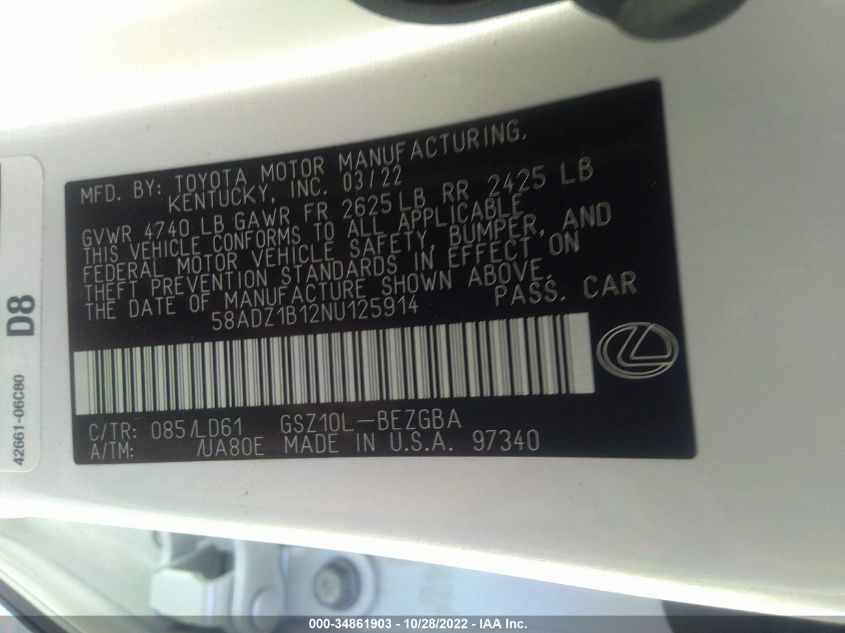 MFD. BY: TOYOTA MOTOR MANUFACTURING,
KENTUCKY, INC. 03/22
GVWR 4740 LB GAWR FR 2625 LB RR 2425 LB
THIS VEHICLE CONFORMS TO ALL APPLICABLE
FEDERAL MOTOR VEHICLE SAFETY, BUMPER, AND
THEFT PREVENTION STANDARDS IN EFFECT ON
THE DATE OF MANUFACTURE SHOWN ABOVE.
58ADZ1B12NU125914 PASS. CAR
C/TR: 085/LD61 GSZ10L-BEZGBA
A/TM: /UA80E MADE IN U.S.A. 97340
D8
42661-06C80
000-34861903 - 10/28/2022 - IAA Inc.